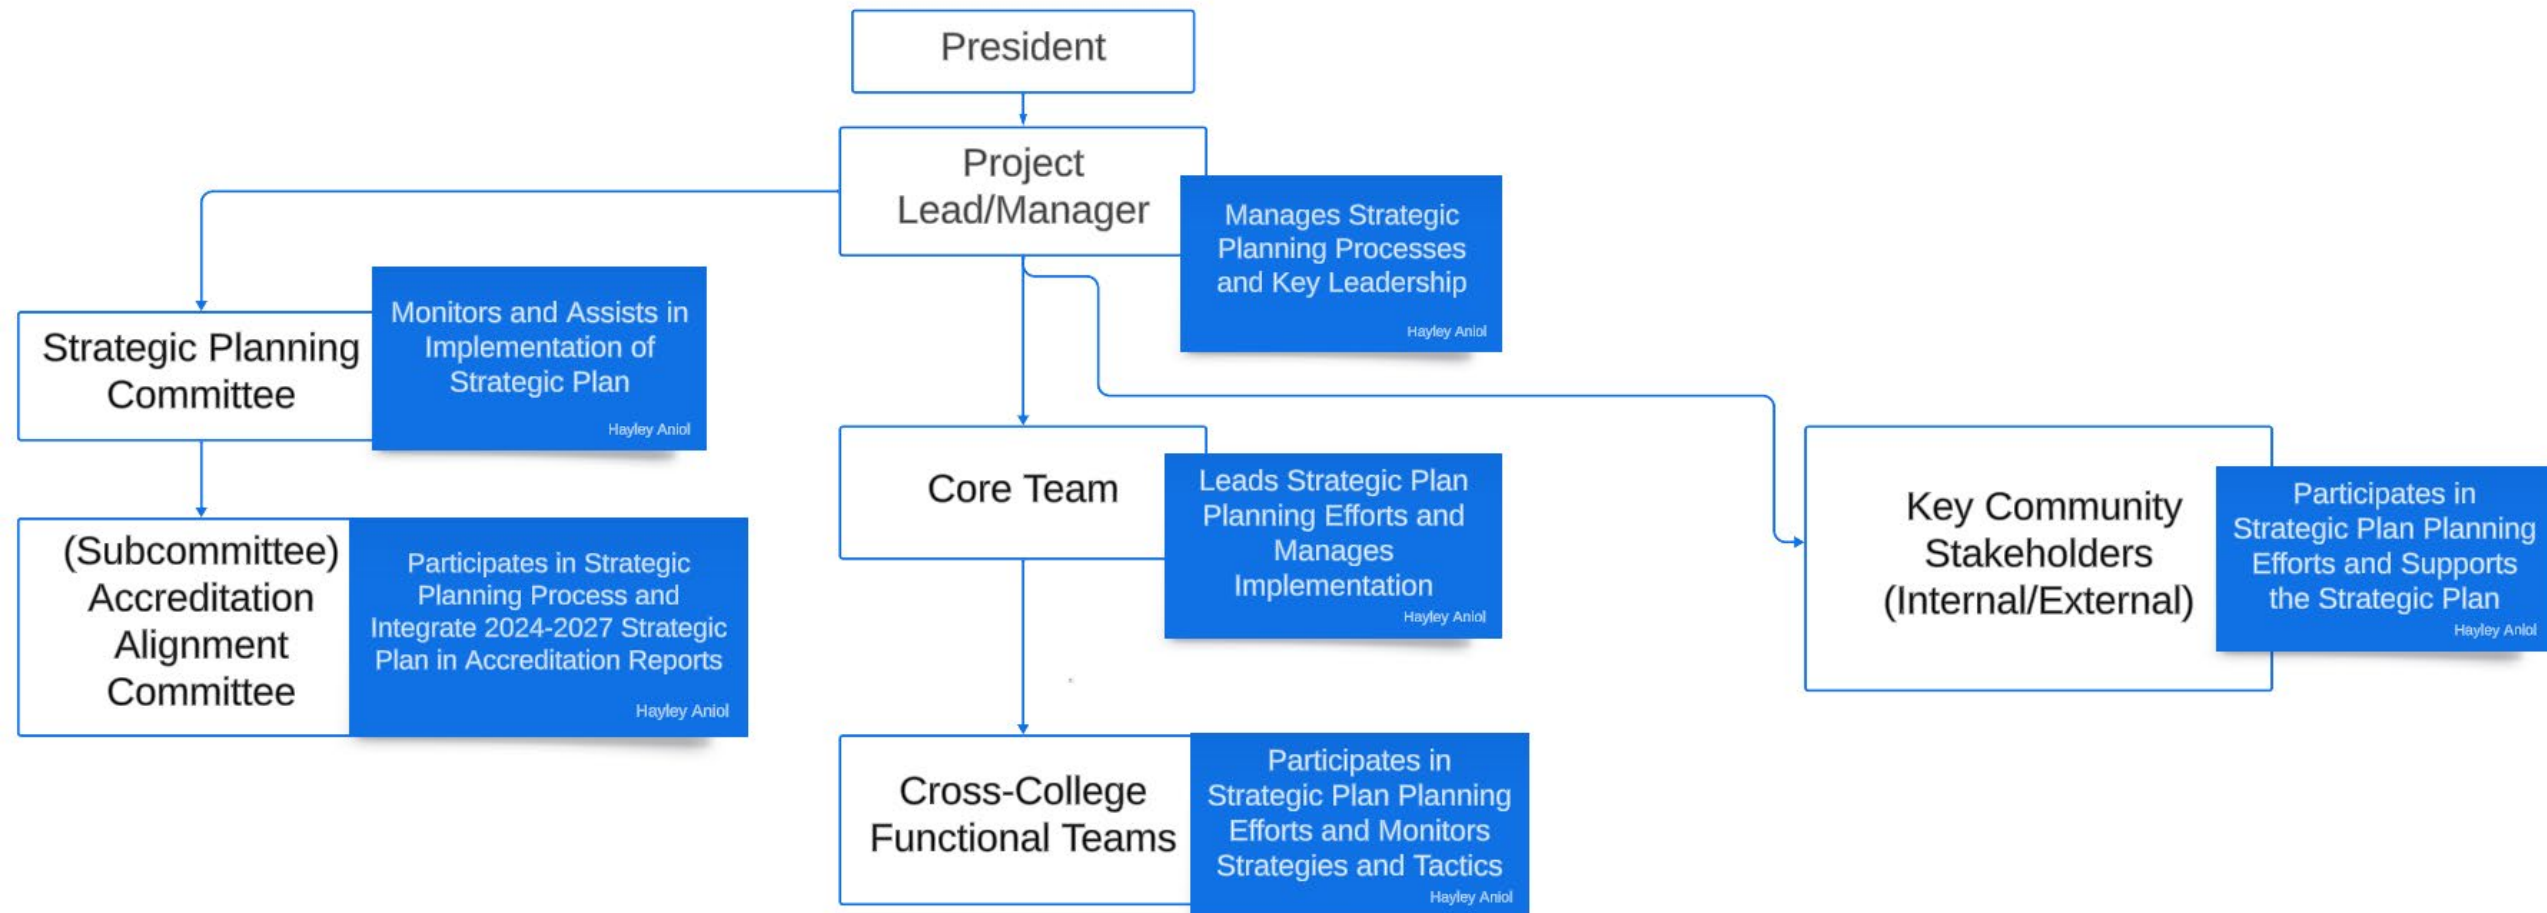 President
Project
Lead/Manager
Manages Strategic
Planning Processes
and Key Leadership
Hayley Aniol
Strategic Planning
Committee
Monitors and Assists in
Implementation of
Strategic Plan
Hayley Aniol
Core Team
Leads Strategic Plan
Planning Efforts and
Manages
Implementation
Hayley Aniol
Key Community
Stakeholders
(Internal/External)
Participates in
Strategic Plan Planning
Efforts and Supports
the Strategic Plan
Hayley Aniol
(Subcommittee)
Accreditation
Alignment
Committee
Participates in Strategic
Planning Process and
Integrate 2024-2027 Strategic
Plan in Accreditation Reports
Hayley Aniol
Cross-College
Functional Teams
Participates in
Strategic Plan Planning
Efforts and Monitors
Strategies and Tactics
Hayley Aniol